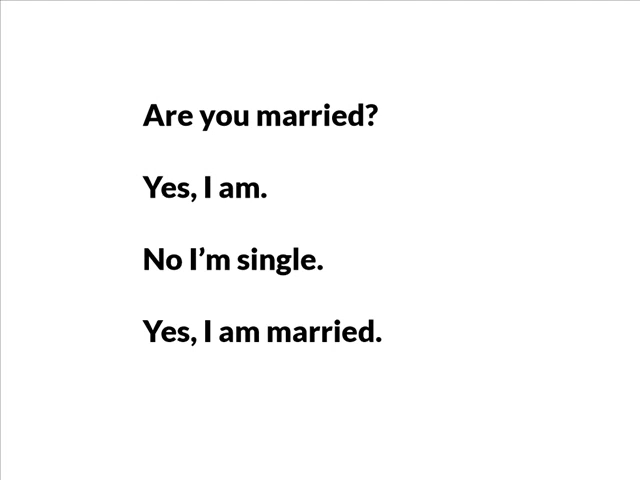 Are you married?
Yes, I am.
No I’m single.
Yes, I am married.